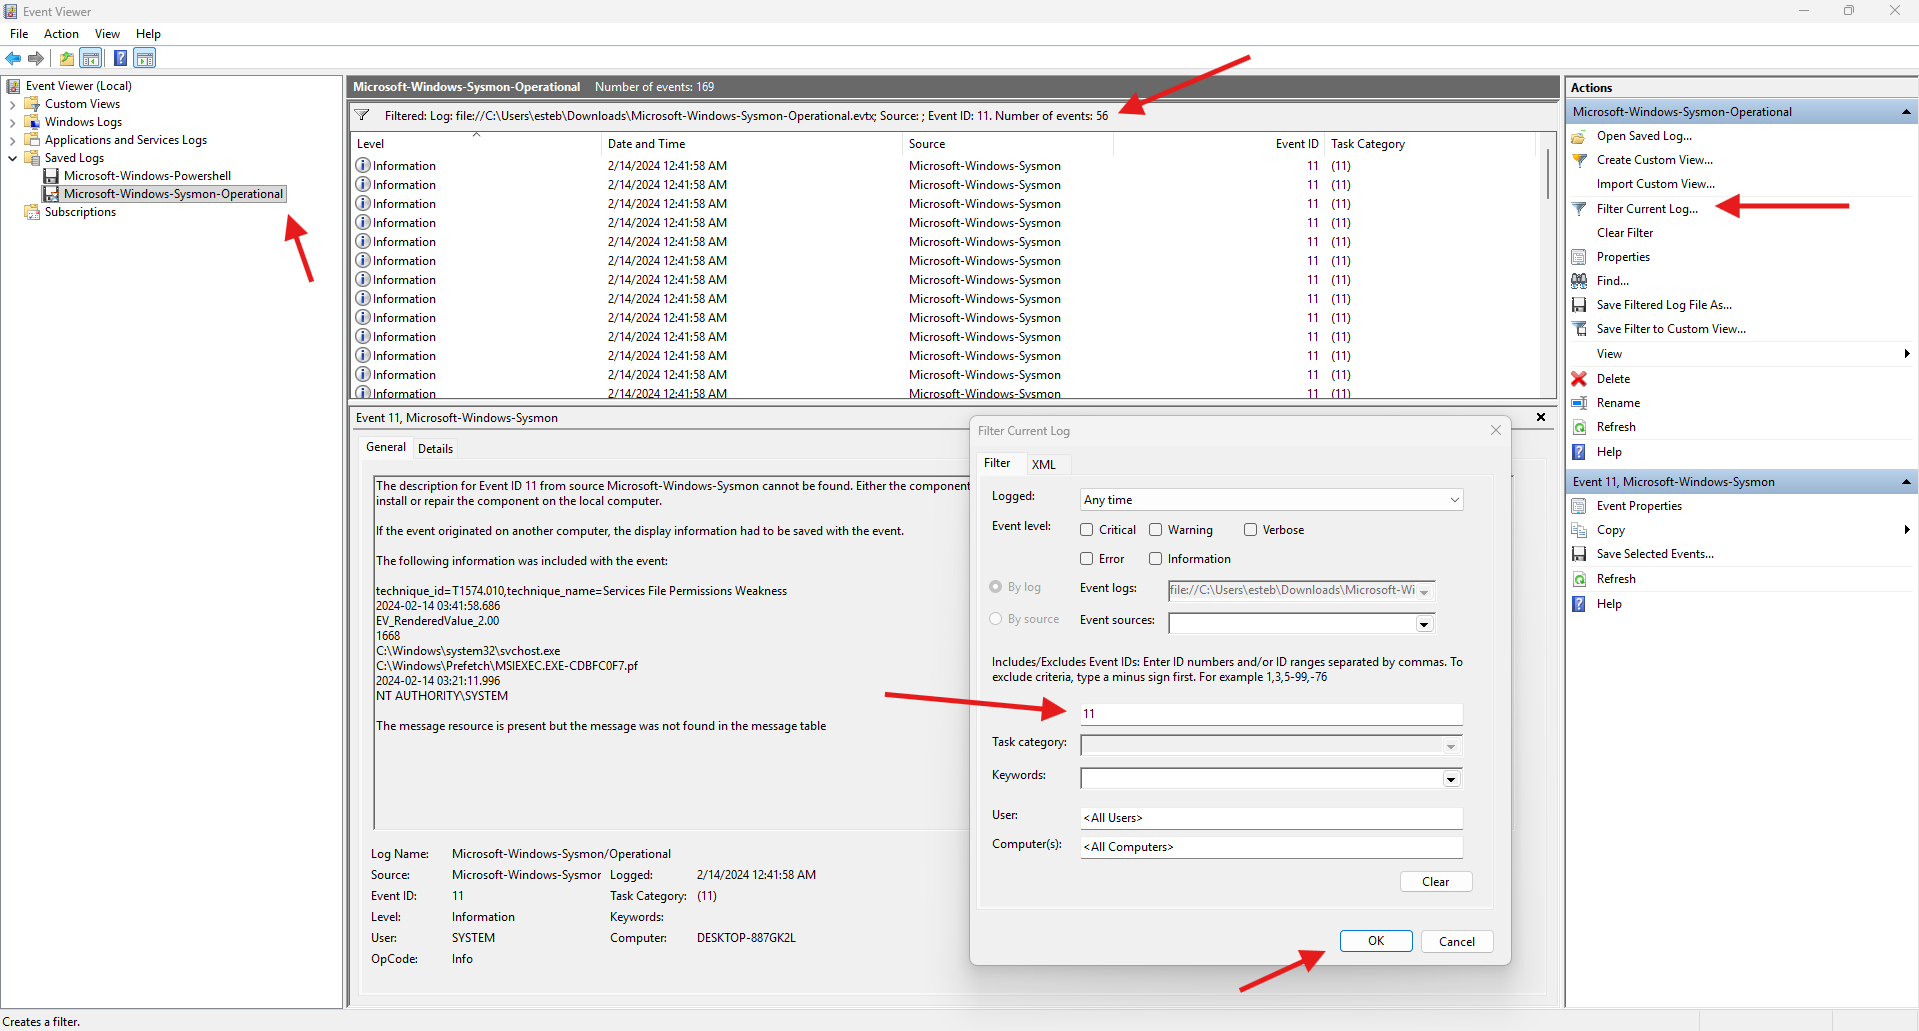 Event Viewer
File Action View Help
Event Viewer (Local)
Custom Views
Windows Logs
Applications and Services Logs
Saved Logs
Microsoft-Windows-Powershell
Microsoft-Windows-Sysmon-Operational
Subscriptions
Microsoft-Windows-Sysmon-Operational Number of events: 169
Filtered: Log: file://C:\Users\esteb\Downloads\Microsoft-Windows-Sysmon-Operational.evtx; Source: ; Event ID: 11. Number of events: 56
Level Date and Time Source Event ID Task Category
Information 2/14/2024 12:41:58 AM Microsoft-Windows-Sysmon 11 (11)
Information 2/14/2024 12:41:58 AM Microsoft-Windows-Sysmon 11 (11)
Information 2/14/2024 12:41:58 AM Microsoft-Windows-Sysmon 11 (11)
Information 2/14/2024 12:41:58 AM Microsoft-Windows-Sysmon 11 (11)
Information 2/14/2024 12:41:58 AM Microsoft-Windows-Sysmon 11 (11)
Information 2/14/2024 12:41:58 AM Microsoft-Windows-Sysmon 11 (11)
Information 2/14/2024 12:41:58 AM Microsoft-Windows-Sysmon 11 (11)
Information 2/14/2024 12:41:58 AM Microsoft-Windows-Sysmon 11 (11)
Information 2/14/2024 12:41:58 AM Microsoft-Windows-Sysmon 11 (11)
Information 2/14/2024 12:41:58 AM Microsoft-Windows-Sysmon 11 (11)
Information 2/14/2024 12:41:58 AM Microsoft-Windows-Sysmon 11 (11)
Information 2/14/2024 12:41:58 AM Microsoft-Windows-Sysmon 11 (11)
Information 2/14/2024 12:41:58 AM Microsoft-Windows-Sysmon 11 (11)
Event 11, Microsoft-Windows-Sysmon
General Details
The description for Event ID 11 from source Microsoft-Windows-Sysmon cannot be found. Either the component
install or repair the component on the local computer.
If the event originated on another computer, the display information had to be saved with the event.
The following information was included with the event:
technique_id=T1574.010,technique_name=Services File Permissions Weakness
2024-02-14 03:41:58.686
EV_RenderedValue_2.00
1668
C:\Windows\system32\svchost.exe
C:\Windows\Prefetch\MSIEXEC.EXE-CDBFC0F7.pf
2024-02-14 03:21:11.996
NT AUTHORITY\SYSTEM
The message resource is present but the message was not found in the message table
Log Name: Microsoft-Windows-Sysmon/Operational
Source: Microsoft-Windows-Sysmor Logged: 2/14/2024 12:41:58 AM
Event ID: 11 Task Category: (11)
Level: Information Keywords:
User: SYSTEM Computer: DESKTOP-887GK2L
OpCode: Info
Filter Current Log
Filter XML
Logged: Any time
Event level: Critical Warning Verbose
Error Information
By log Event logs: file://C:\Users\esteb\Downloads\Microsoft-Wi
By source Event sources:
Includes/Excludes Event IDs: Enter ID numbers and/or ID ranges separated by commas. To
exclude criteria, type a minus sign first. For example 1,3,5-99,-76
11
Task category:
Keywords:
User: <All Users>
Computer(s): <All Computers>
Clear
OK Cancel
Actions
Microsoft-Windows-Sysmon-Operational
Open Saved Log...
Create Custom View...
Import Custom View...
Filter Current Log...
Clear Filter
Properties
Find...
Save Filtered Log File As...
Save Filter to Custom View...
View
Delete
Rename
Refresh
Help
Event 11, Microsoft-Windows-Sysmon
Event Properties
Copy
Save Selected Events...
Refresh
Help
Creates a filter.